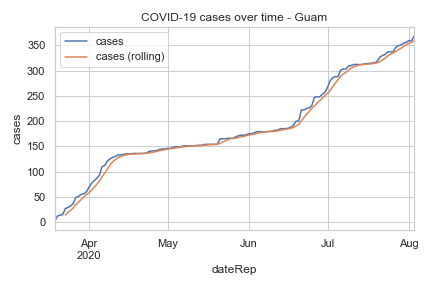 COVID-19 cases over time - Guam
cases
cases (rolling)
350
300
250
200
150
100
50
0
cases
Apr
2020
May
Jun
Jul
Aug
dateRep